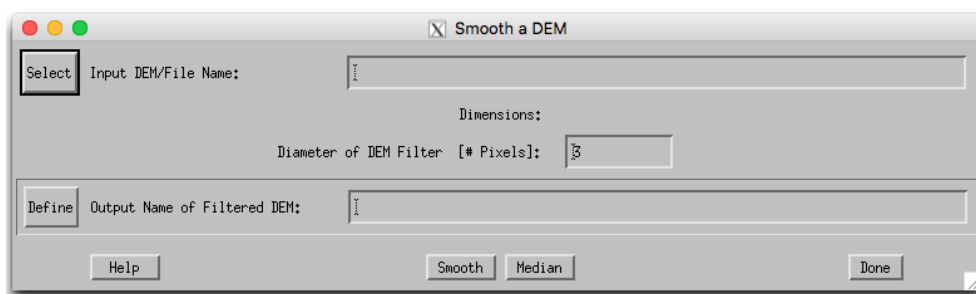 Smooth a DEM
Select Input DEM/File Name:
Dimensions:
Diameter of DEM Filter [# Pixels]: 3
Define Output Name of Filtered DEM:
Help Smooth Median Done